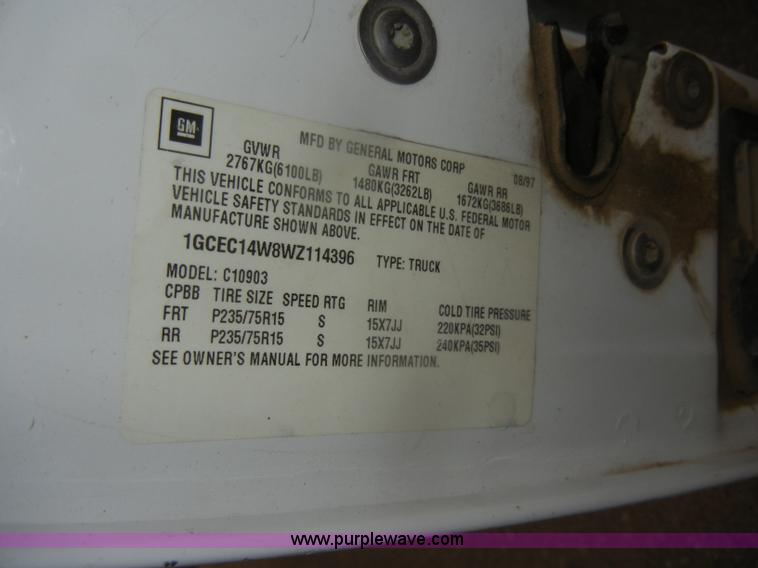 GM
MFD BY GENERAL MOTORS CORP 08/97
GVWR GAWR FRT GAWR RR
2767KG(6100LB) 1480KG(3262LB) 1672KG(3686LB)
THIS VEHICLE CONFORMS TO ALL APPLICABLE U.S. FEDERAL MOTOR
VEHICLE SAFETY STANDARDS IN EFFECT ON THE DATE OF
MANUFACTURE SHOWN ABOVE.
1GCEC14W8WZ114396 TYPE: TRUCK
MODEL: C10903
CPBB TIRE SIZE SPEED RTG RIM COLD TIRE PRESSURE
FRT P235/75R15 S 15X7JJ 220KPA(32PSI)
RR P235/75R15 S 15X7JJ 240KPA(35PSI)
SEE OWNER'S MANUAL FOR MORE INFORMATION.
www.purplewave.com